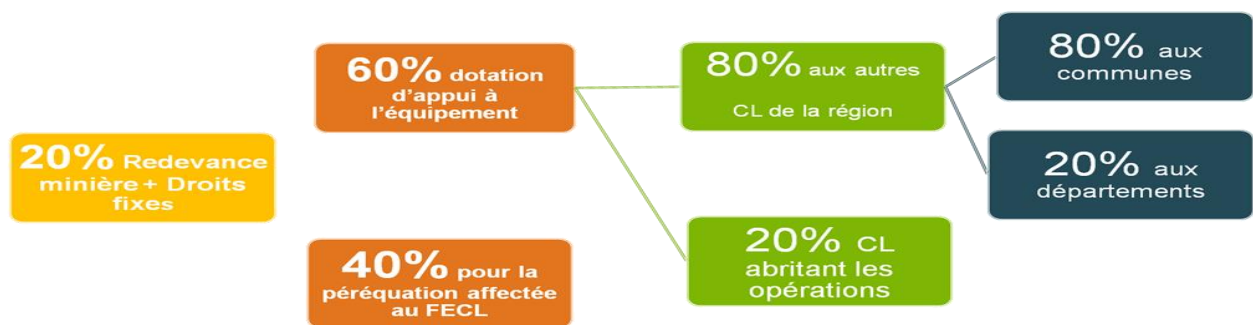 20% Redevance
minière + Droits
fixes
60% dotation
d'appui à
l'équipement
40% pour la
péréquation affectée
au FECL
80% aux autres
CL de la région
20% CL
abritant les
opérations
80% aux
communes
20% aux
départements